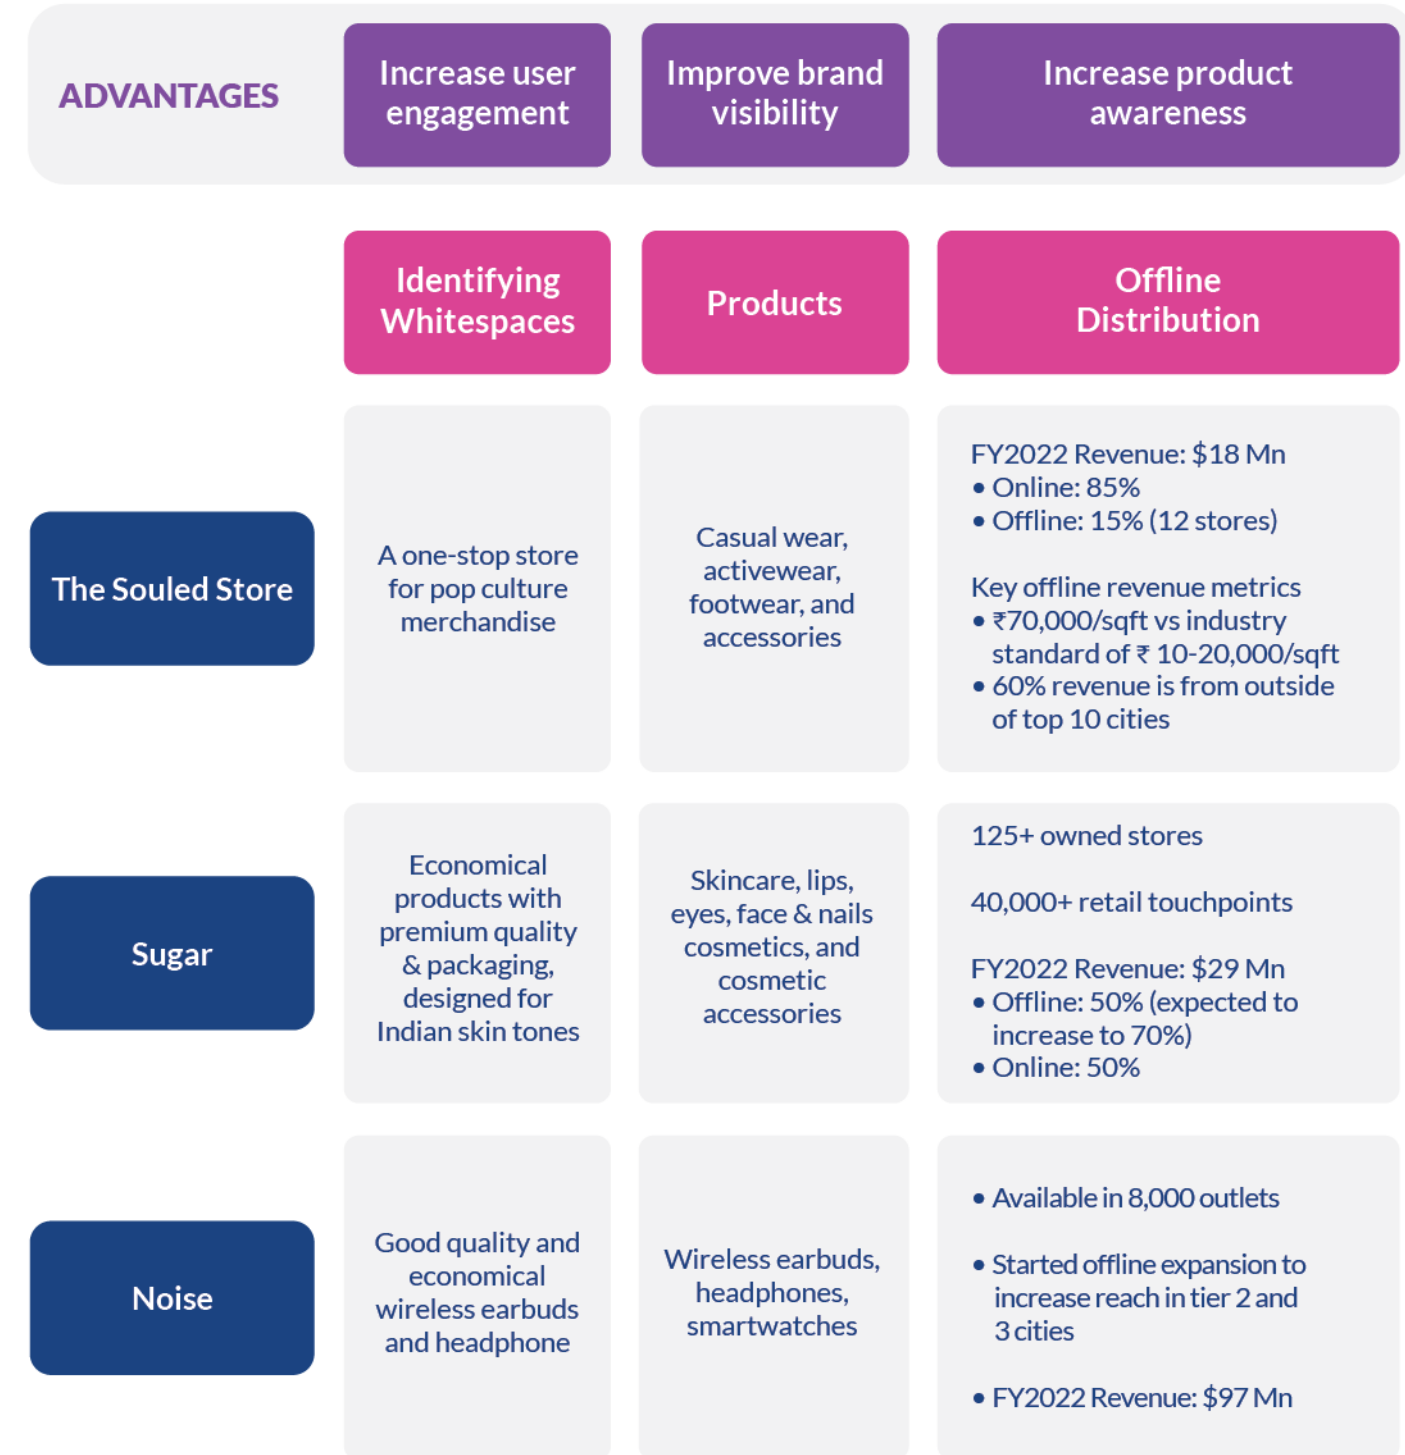 ADVANTAGES
Increase user
engagement
Improve brand
visibility
Increase product
awareness
Identifying
Whitespaces
Products
Offline
Distribution
The Souled Store
A one-stop store
for pop culture
merchandise
Casual wear,
activewear,
footwear, and
accessories
FY2022 Revenue: $18 Mn
• Online: 85%
• Offline: 15% (12 stores)
Key offline revenue metrics
• ₹70,000/sqft vs industry
standard of ₹ 10-20,000/sqft
• 60% revenue is from outside
of top 10 cities
Sugar
Economical
products with
premium quality
& packaging,
designed for
Indian skin tones
Skincare, lips,
eyes, face & nails
cosmetics, and
cosmetic
accessories
125+ owned stores
40,000+ retail touchpoints
FY2022 Revenue: $29 Mn
• Offline: 50% (expected to
increase to 70%)
• Online: 50%
Noise
Good quality and
economical
wireless earbuds
and headphone
Wireless earbuds,
headphones,
smartwatches
• Available in 8,000 outlets
• Started offline expansion to
increase reach in tier 2 and
3 cities
• FY2022 Revenue: $97 Mn